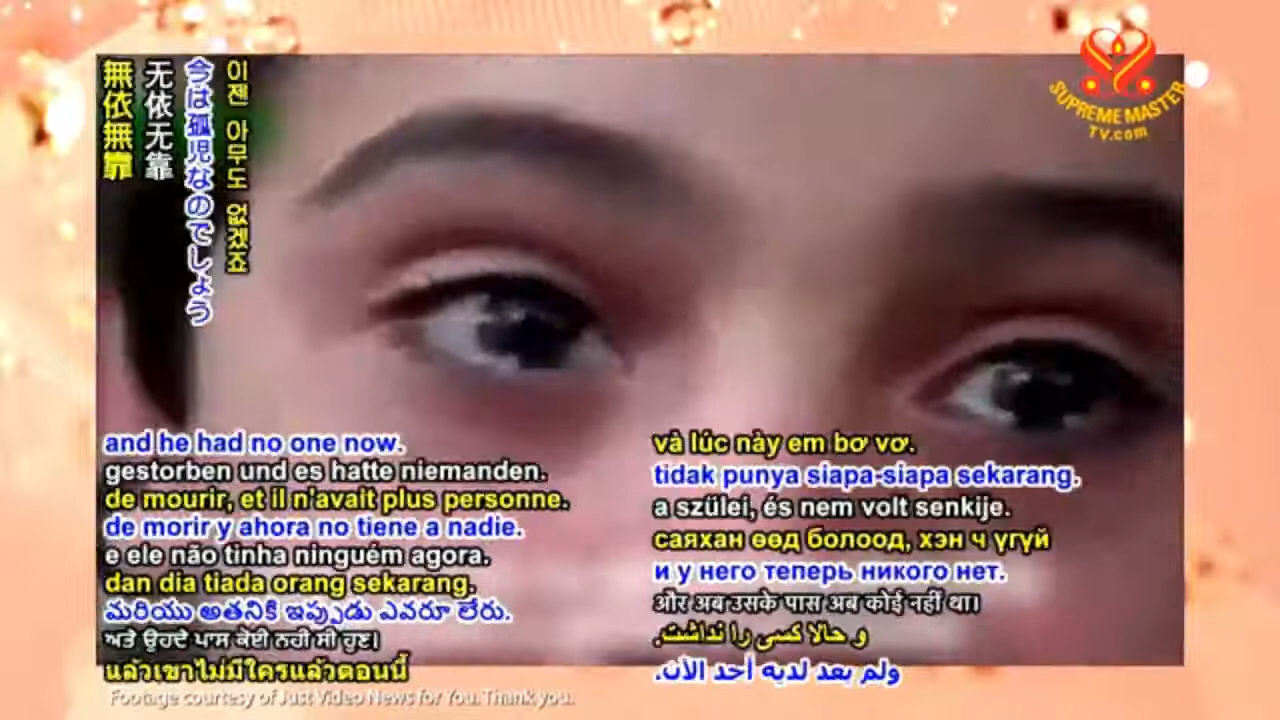 無依無靠
无依无靠
今は孤児なのでしょう
이젠 아무도 없겠죠
SUPREME MASTER
TV.com
and he had no one now.
gestorben und es hatte niemanden.
de mourir, et il n'avait plus personne.
de morir y ahora no tiene a nadie.
e ele não tinha ninguém agora.
dan dia tiada orang sekarang.
మరియు అతనికి ఇప్పుడు ఎవరూ లేరు.
ਅਤੇ ਉਹਦੇ ਪਾਸ ਕੋਈ ਨਹੀ ਸੀ ਹੁਣ।
แล้วเขาไม่มีใครแล้วตอนนี้
và lúc này em bơ vơ.
tidak punya siapa-siapa sekarang.
a szülei, és nem volt senkije.
саяхан өөд болоод, хэн ч үгүй
и у него теперь никого нет.
और अब उसके पास अब कोई नहीं था।
و حالا کسی را نداشت.
ولم يعد لديه أحد الآن.
Footage courtesy of Just Video News for You. Thank you.